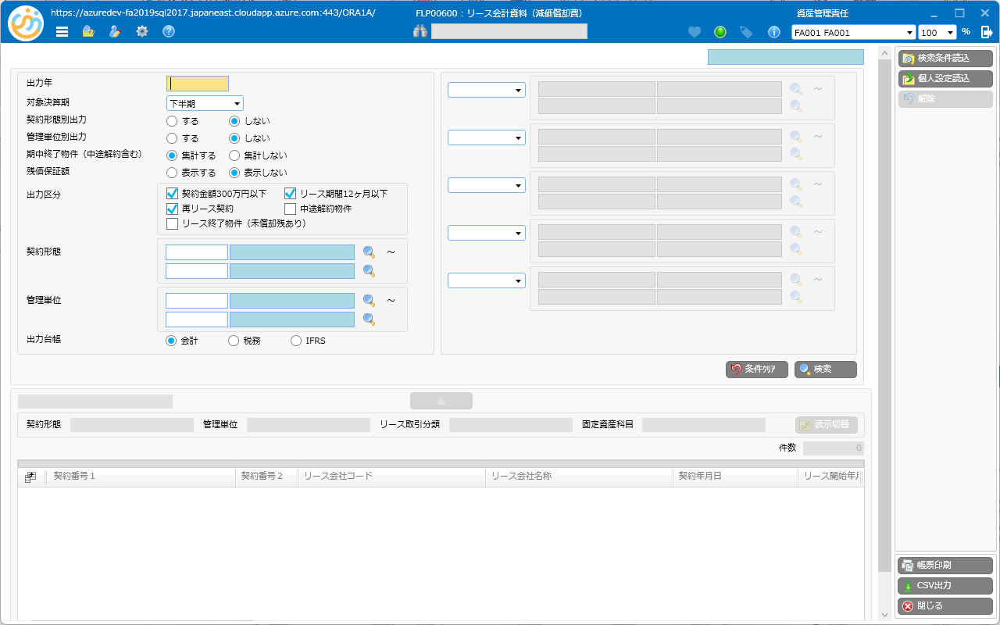 https://azuredev-fa2019sql2017.japaneast.cloudapp.azure.com:443/ORA1A/
FLP00600：リース会計資料（減価償却費）
資産管理責任
FA001 FA001
100
%
出力年
対象決算期
下半期
契約形態別出力
する
しない
管理単位別出力
する
しない
期中終了物件（中途解約含む）
集計する
集計しない
残価保証額
表示する
表示しない
出力区分
契約金額300万円以下
リース期間12ヶ月以下
再リース契約
中途解約物件
リース終了物件（未償却残あり）
契約形態
～
管理単位
～
出力台帳
会計
税務
IFRS
～
～
～
～
～
条件ｸﾘｱ
検索
検索条件読込
個人設定読込
解除
契約形態
管理単位
リース取引分類
固定資産科目
表示切替
件数
0
契約番号１
契約番号２
リース会社コード
リース会社名称
契約年月日
リース開始年月
帳票印刷
CSV出力
閉じる